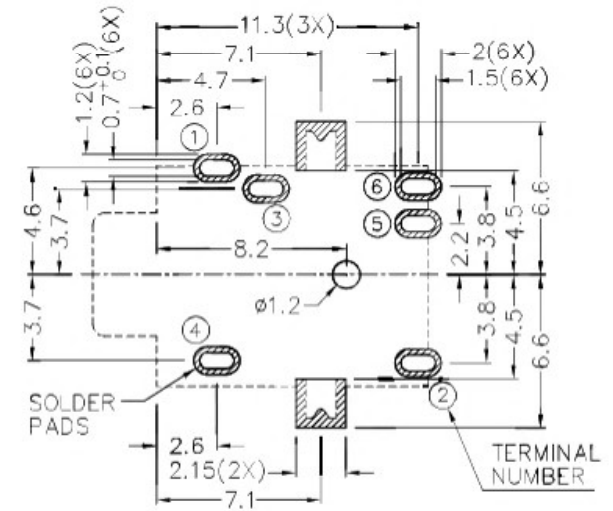 11.3(3X)
7.1
2(6X)
4.7
1.5(6X)
2.6
1.2(6X)
0.7+0.1 0(6X)
1
3
6
5
4.6
3.7
8.2
2.2
3.8
4.5
6.6
ø1.2
3.7
4
3.8
4.5
6.6
SOLDER
PADS
2
2.6
2.15(2X)
7.1
TERMINAL
NUMBER